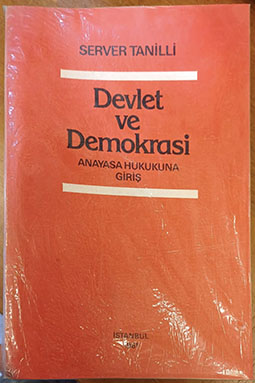 SERVER TANİLLİ
Devlet
ve
Demokrasi
ANAYASA HUKUKUNA
GİRİŞ
İSTANBUL